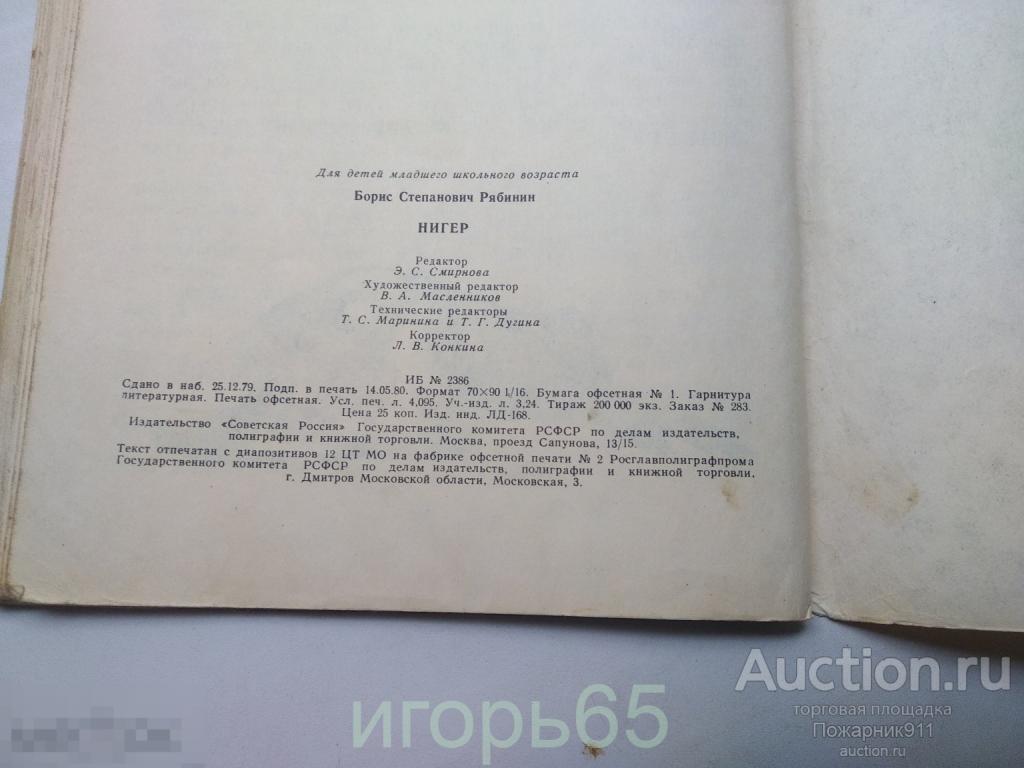 Для детей младшего школьного возраста
Борис Степанович Рябинин
НИГЕР
Редактор
Э. С. Смирнова
Художественный редактор
В. А. Масленников
Технические редакторы
Т. С. Маринина и Т. Г. Дугина
Корректор
Л. В. Конкина
ИБ № 2386
Сдано в наб. 25.12.79. Подп. в печать 14.05.80. Формат 70×90 1/16. Бумага офсетная № 1. Гарнитура
литературная. Печать офсетная. Усл. печ. л. 4,095. Уч.-изд. л. 3,24. Тираж 200 000 экз. Заказ № 283.
Цена 25 коп. Изд. инд. ЛД-168.
Издательство «Советская Россия» Государственного комитета РСФСР по делам издательств,
полиграфии и книжной торговли. Москва, проезд Сапунова, 13/15.
Текст отпечатан с диапозитивов 12 ЦТ МО на фабрике офсетной печати № 2 Росглавполиграфпрома
Государственного комитета РСФСР по делам издательств, полиграфии и книжной торговли,
г. Дмитров Московской области, Московская, 3.
игорь65
Auction.ru
торговая площадка
Пожарник911
auction.ru